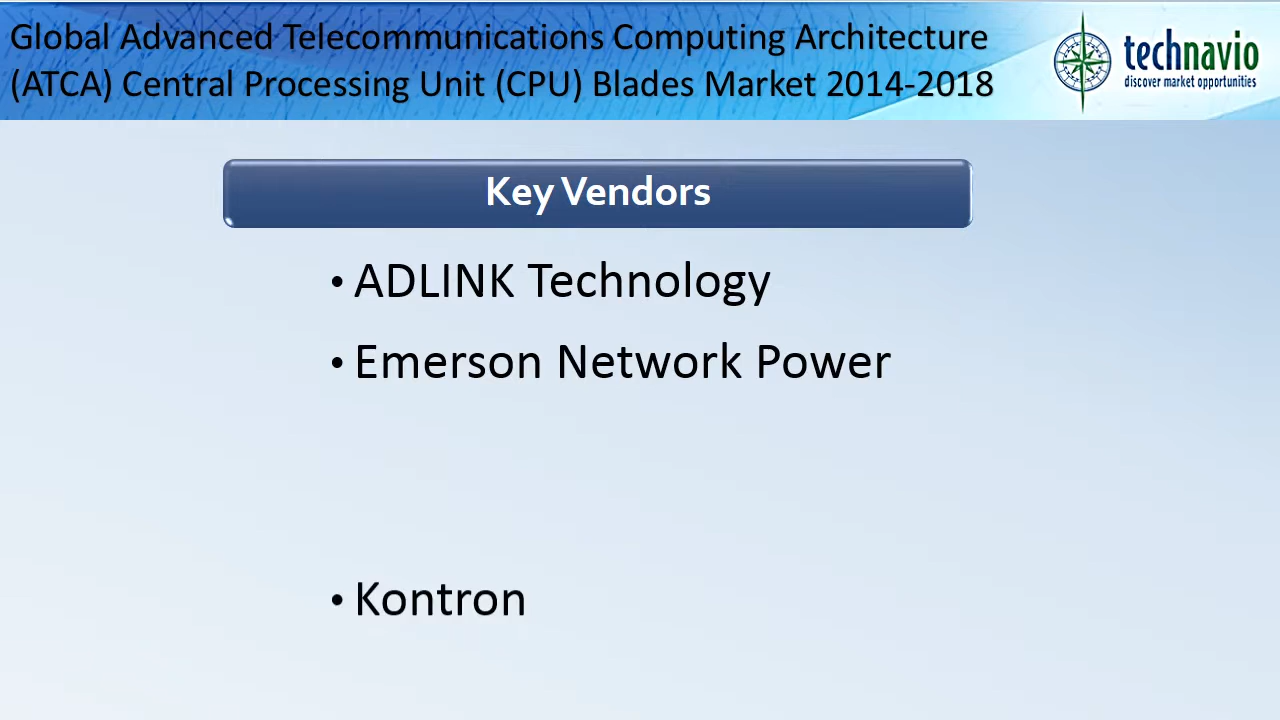 Global Advanced Telecommunications Computing Architecture
(ATCA) Central Processing Unit (CPU) Blades Market 2014-2018
technavio
discover market opportunities
Key Vendors
• ADLINK Technology
• Emerson Network Power
• Kontron